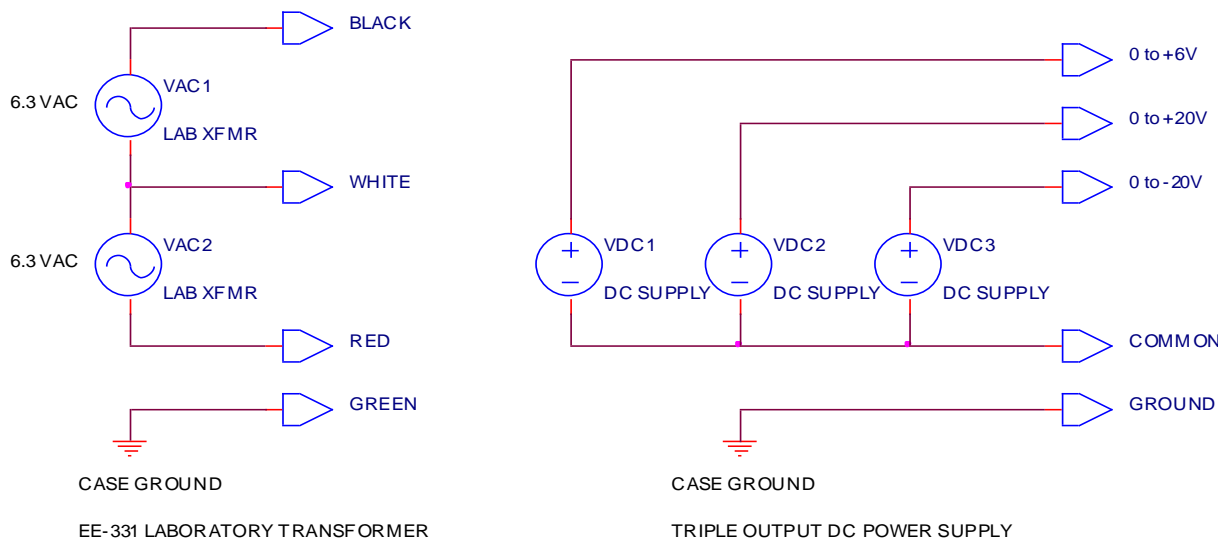 BLACK
VAC1
6.3 VAC
LAB XFMR
WHITE
VAC2
6.3 VAC
LAB XFMR
RED
GREEN
CASE GROUND
EE-331 LABORATORY TRANSFORMER
0 to +6V
0 to +20V
0 to -20V
VDC1
VDC2
VDC3
DC SUPPLY
DC SUPPLY
DC SUPPLY
COMMON
GROUND
CASE GROUND
TRIPLE OUTPUT DC POWER SUPPLY